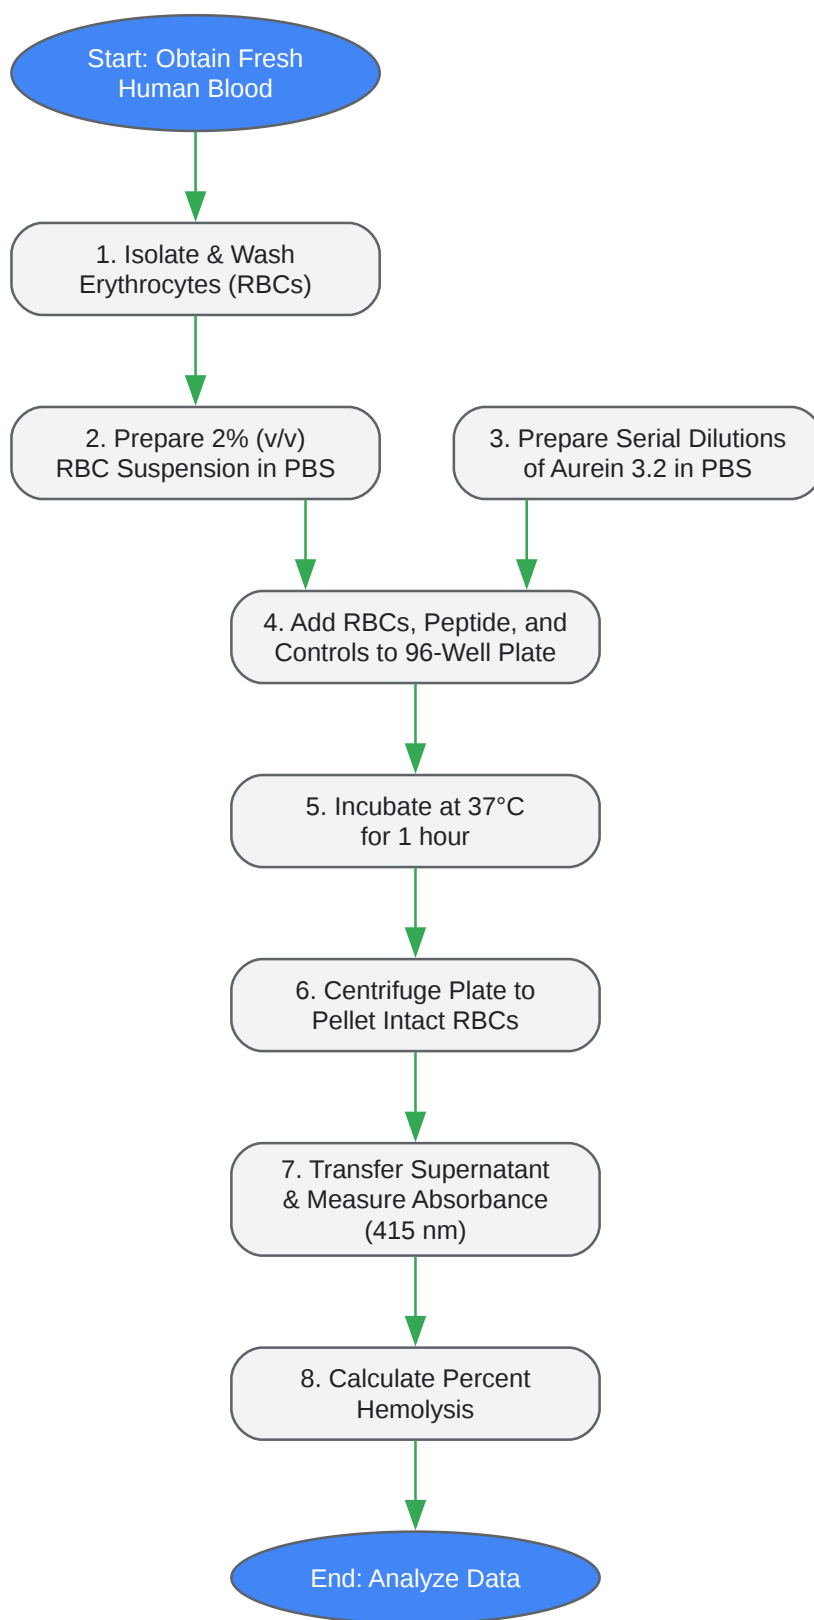 Start: Obtain Fresh
Human Blood
1. Isolate & Wash
Erythrocytes (RBCs)
2. Prepare 2% (v/v)
RBC Suspension in PBS
3. Prepare Serial Dilutions
of Aurein 3.2 in PBS
4. Add RBCs, Peptide, and
Controls to 96-Well Plate
5. Incubate at 37°C
for 1 hour
6. Centrifuge Plate to
Pellet Intact RBCs
7. Transfer Supernatant
& Measure Absorbance
(415 nm)
8. Calculate Percent
Hemolysis
End: Analyze Data